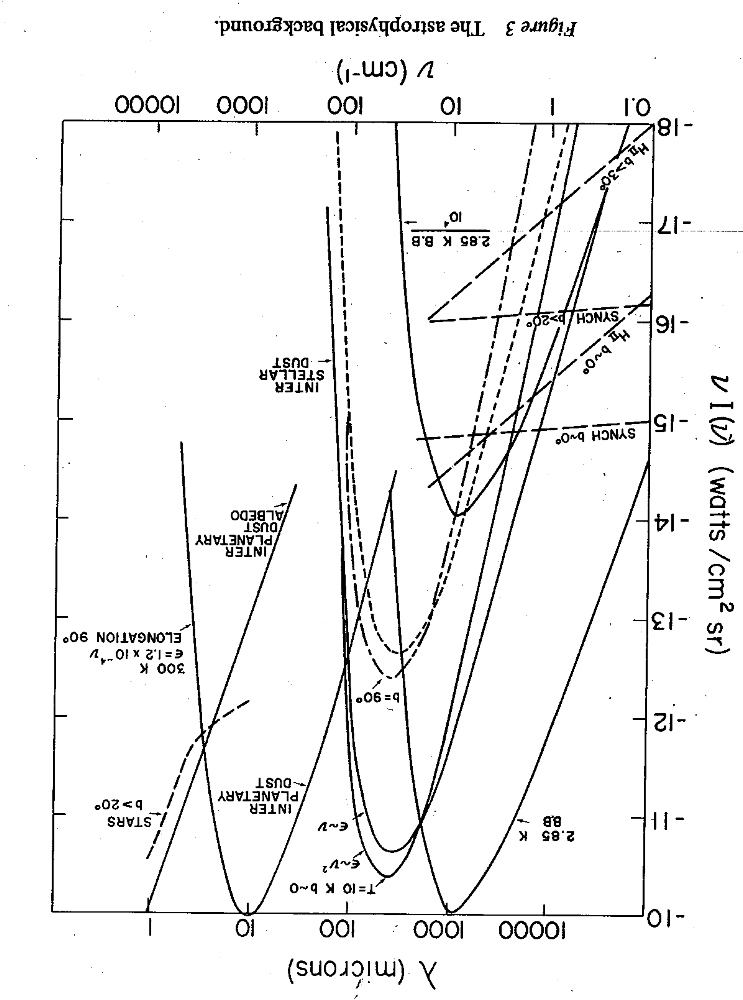 λ (microns)
10000 1000 100 10 1
ν I(ν) (watts/cm² sr)
-10
-11
-12
-13
-14
-15
-16
-17
-18
2.85 K
B.B
T=10 K b~0
ϵ~ν²
ϵ~ν
INTER
PLANETARY
DUST
STARS
b>20°
b=90°
300 K
ϵ=1.2 x 10⁻⁴ν
ELONGATION 90°
INTER
PLANETARY
DUST
ALBEDO
SYNCH b~0°
INTER
STELLAR
DUST
HII b~0°
SYNCH b>20°
2.85 K B.B
10⁴
HII b>30°
0.1 1 10 100 1000 10000
ν (cm⁻¹)
Figure 3 The astrophysical background.